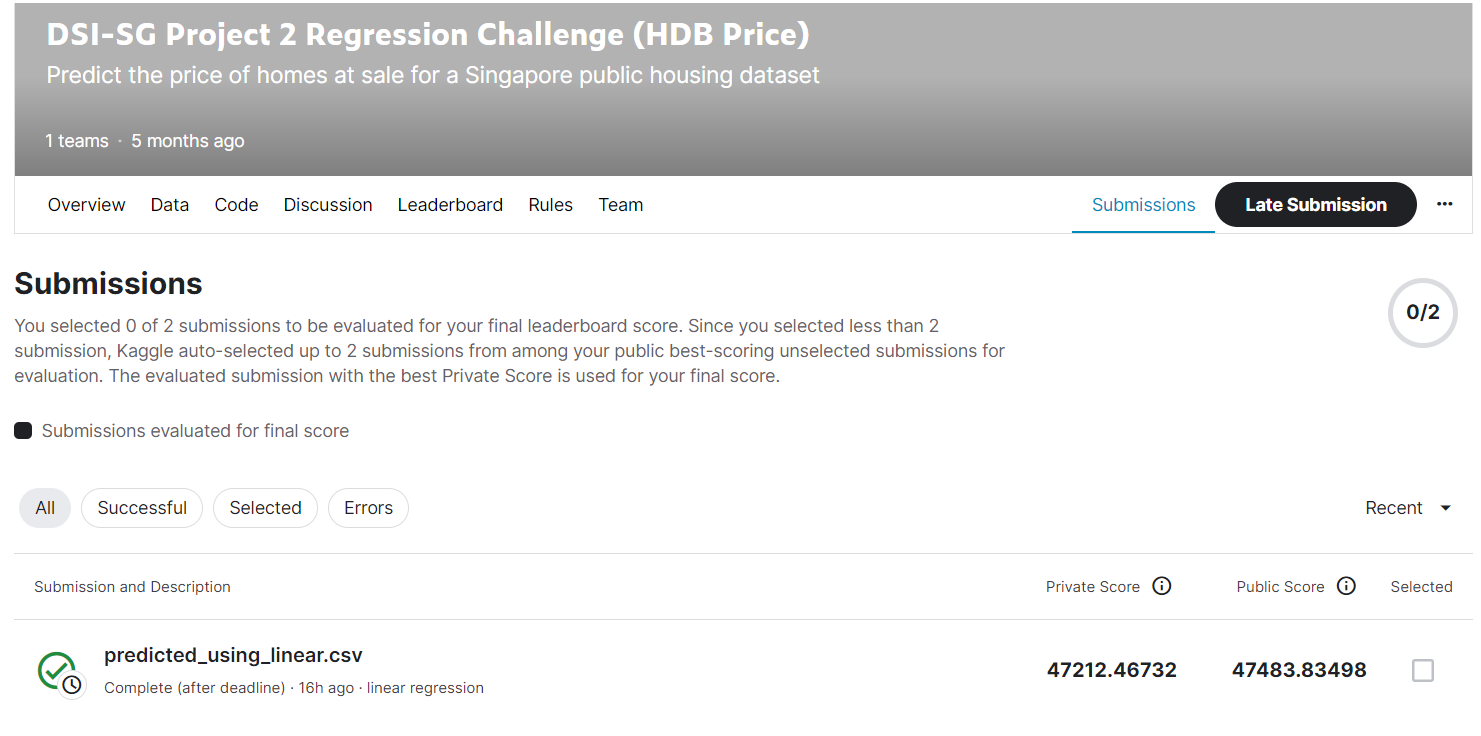 DSI-SG Project 2 Regression Challenge (HDB Price)
Predict the price of homes at sale for a Singapore public housing dataset
1 teams · 5 months ago
Overview Data Code Discussion Leaderboard Rules Team Submissions Late Submission ...
Submissions
0/2
You selected 0 of 2 submissions to be evaluated for your final leaderboard score. Since you selected less than 2
submission, Kaggle auto-selected up to 2 submissions from among your public best-scoring unselected submissions for
evaluation. The evaluated submission with the best Private Score is used for your final score.
Submissions evaluated for final score
All Successful Selected Errors Recent
Submission and Description Private Score Public Score Selected
predicted_using_linear.csv
47212.46732 47483.83498
Complete (after deadline) · 16h ago · linear regression